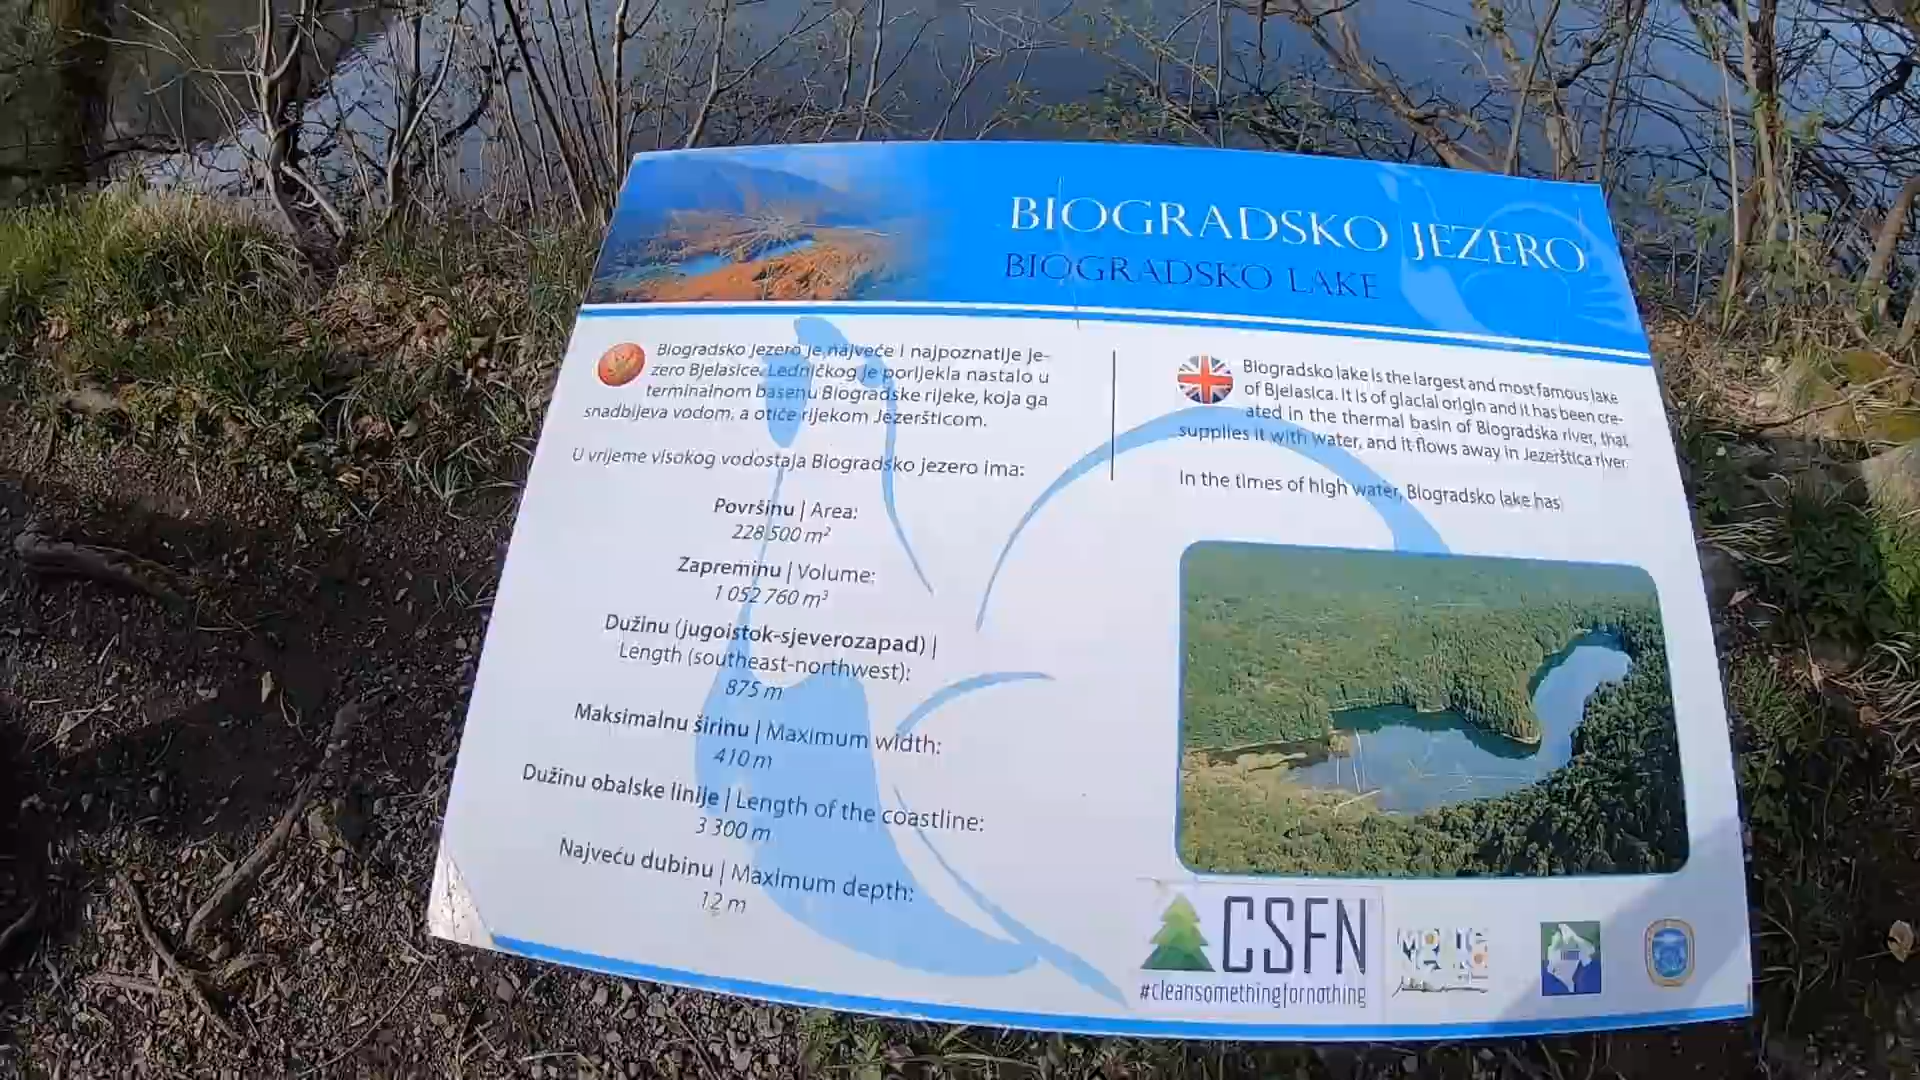 BIOGRADSKO JEZERO
BIOGRADSKO LAKE
Biogradsko jezero je najveće i najpoznatije je-
zero Bjelasice. Ledničkog je porijekla nastalo u
terminalnom basenu Biogradske rijeke, koja ga
snadbijeva vodom, a otiče rijekom Jezeršticom.
U vrijeme visokog vodostaja Biogradsko jezero ima:
Površinu | Area:
228 500 m²
Zapreminu | Volume:
1 052 760 m³
Dužinu (jugoistok-sjeverozapad) |
Length (southeast-northwest):
875 m
Maksimalnu širinu | Maximum width:
410 m
Dužinu obalske linije | Length of the coastline:
3 300 m
Najveću dubinu | Maximum depth:
12 m
Biogradsko lake is the largest and most famous lake
of Bjelasica. It is of glacial origin and it has been cre-
ated in the thermal basin of Biogradska river, that
supplies it with water, and it flows away in Jezerštica river.
In the times of high water, Biogradsko lake has
CSFN
#cleansomethingfornothing